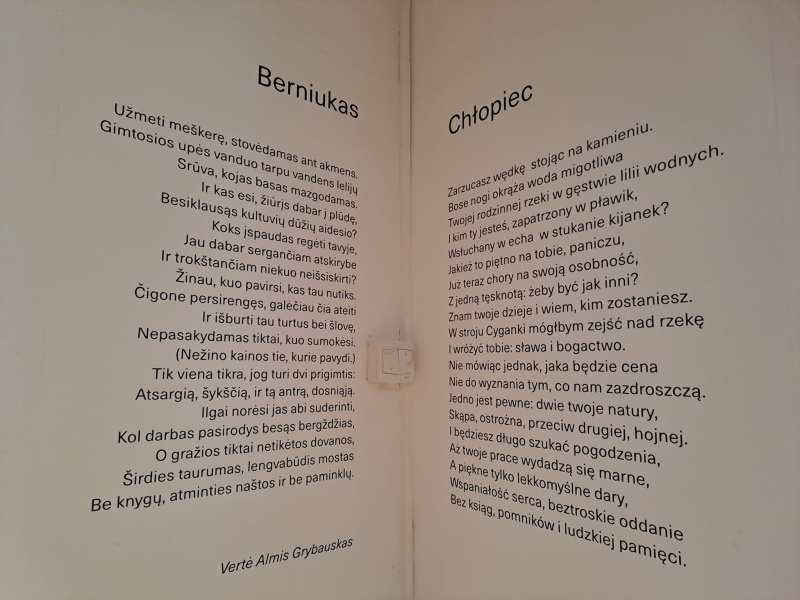 Berniukas
Užmeti meškerę, stovėdamas ant akmens.
Gimtosios upės vanduo tarpu vandens lelijų
Srūva, kojas basas mazgodamas.
Ir kas esi, žiūrįs dabar į plūdę,
Besiklausąs kultuvių dūžių aidesio?
Koks įspaudas regėti tavyje,
Jau dabar sergančiam atskirybe
Ir trokštančiam niekuo neišsiskirti?
Žinau, kuo pavirsi, kas tau nutiks.
Čigone persirengęs, galėčiau čia ateiti
Ir išburti tau turtus bei šlovę,
Nepasakydamas tiktai, kuo sumokėsi.
(Nežino kainos tie, kurie pavydi.)
Tik viena tikra, jog turi dvi prigimtis:
Atsargią, šykščią, ir tą antrą, dosniąją.
Ilgai norėsi jas abi suderinti,
Kol darbas pasirodys besąs bergždžias,
O gražios tiktai netikėtos dovanos,
Širdies taurumas, lengvabūdis mostas
Be knygų, atminties naštos ir be paminklų.
Vertė Almis Grybauskas
Chłopiec
Zarzucasz wędkę stojąc na kamieniu.
Bose nogi okrąża woda migotliwa
Twojej rodzinnej rzeki w gęstwie lilii wodnych.
I kim ty jesteś, zapatrzony w pławik,
Wsłuchany w echa w stukanie kijanek?
Jakież to piętno na tobie, paniczu,
Już teraz chory na swoją osobność,
Z jedną tęsknotą: żeby być jak inni?
Znam twoje dzieje i wiem, kim zostaniesz.
W stroju Cyganki mógłbym zejść nad rzekę
I wróżyć tobie: sława i bogactwo.
Nie mówiąc jednak, jaka będzie cena
Nie do wyznania tym, co nam zazdroszczą.
Jedno jest pewne: dwie twoje natury,
Skąpa, ostrożna, przeciw drugiej, hojnej.
I będziesz długo szukać pogodzenia,
Aż twoje prace wydadzą się marne,
A piękne tylko lekkomyślne dary,
Wspaniałość serca, beztroskie oddanie
Bez ksiąg, pomników i ludzkiej pamięci.